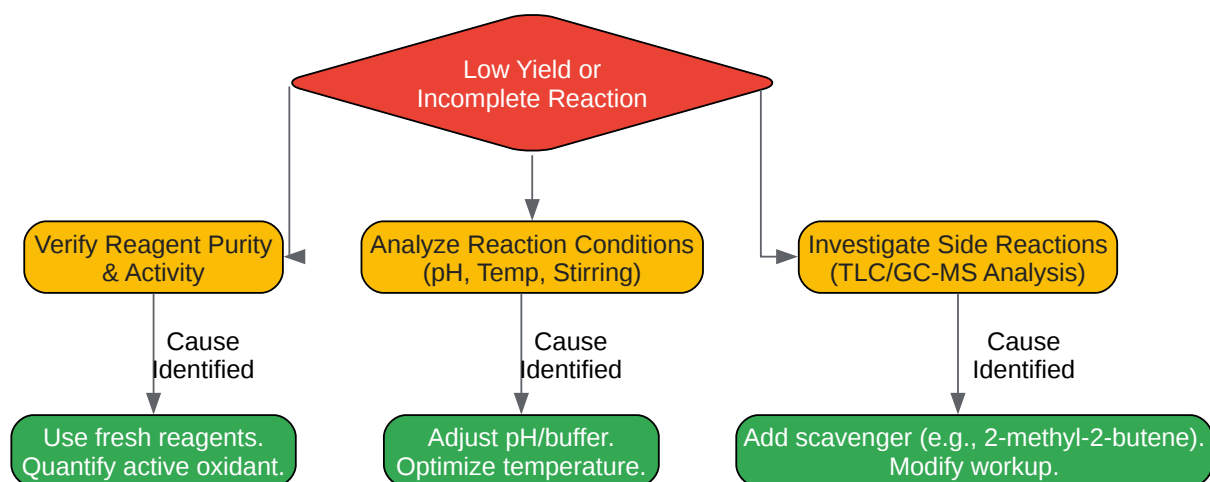 Low Yield or
Incomplete Reaction
Verify Reagent Purity
& Activity
Analyze Reaction Conditions
(pH, Temp, Stirring)
Investigate Side Reactions
(TLC/GC-MS Analysis)
Cause
Identified
Cause
Identified
Cause
Identified
Use fresh reagents.
Quantify active oxidant.
Adjust pH/buffer.
Optimize temperature.
Add scavenger (e.g., 2-methyl-2-butene).
Modify workup.